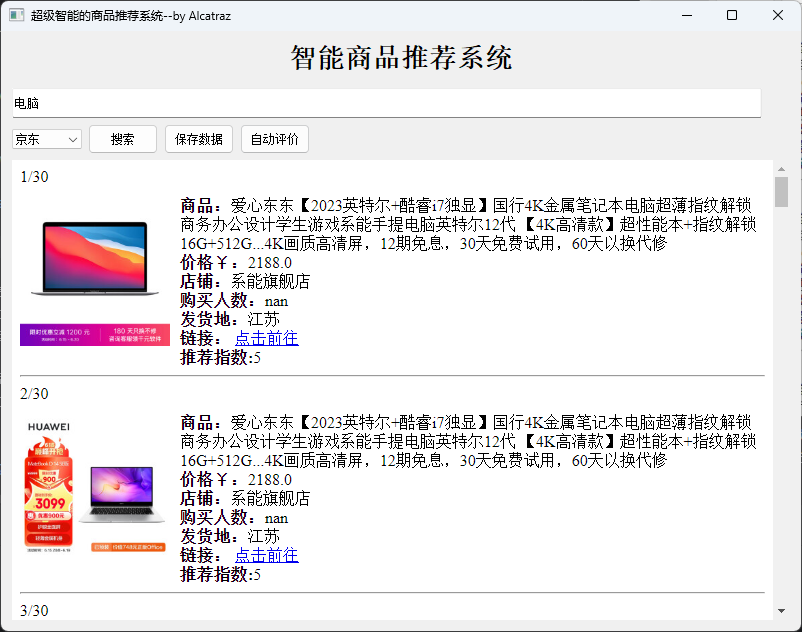 超级智能的商品推荐系统--by Alcatraz
智能商品推荐系统
电脑
京东 搜索 保存数据 自动评价
1/30
商品：爱心东东【2023英特尔+酷睿i7独显】国行4K金属笔记本电脑超薄指纹解锁
商务办公设计学生游戏系能手提电脑英特尔12代 【4K高清款】超性能本+指纹解锁
16G+512G...4K画质高清屏，12期免息，30天免费试用，60天以换代修
价格￥：2188.0
店铺：系能旗舰店
购买人数：nan
发货地：江苏
链接： 点击前往
推荐指数:5
限时优惠立减 1200 元
180 天只换不修
2/30
商品：爱心东东【2023英特尔+酷睿i7独显】国行4K金属笔记本电脑超薄指纹解锁
商务办公设计学生游戏系能手提电脑英特尔12代 【4K高清款】超性能本+指纹解锁
16G+512G...4K画质高清屏，12期免息，30天免费试用，60天以换代修
价格￥：2188.0
店铺：系能旗舰店
购买人数：nan
发货地：江苏
链接： 点击前往
推荐指数:5
HUAWEI
900
3099
3/30